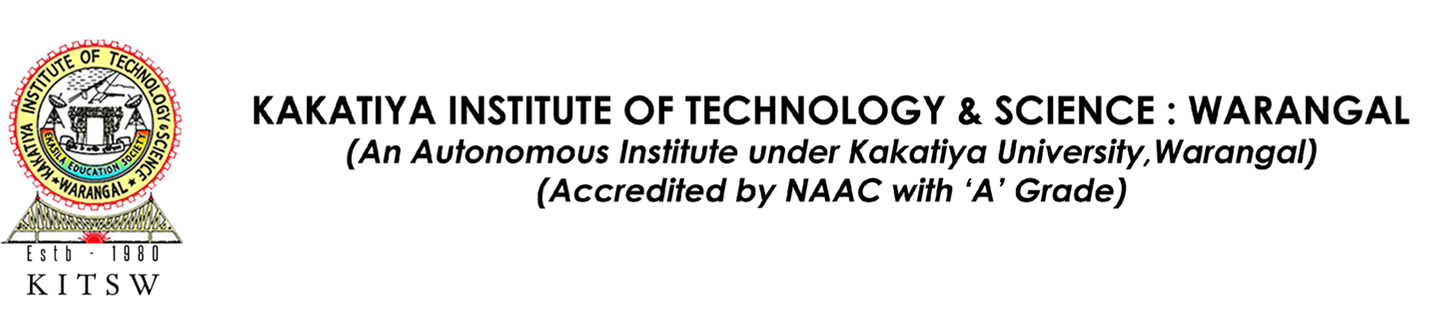 KAKATIYA INSTITUTE OF TECHNOLOGY & SCIENCE
EKASILA EDUCATION SOCIETY
★ WARANGAL ★
Estb - 1980
KITSW
KAKATIYA INSTITUTE OF TECHNOLOGY & SCIENCE : WARANGAL
(An Autonomous Institute under Kakatiya University,Warangal)
(Accredited by NAAC with ‘A’ Grade)